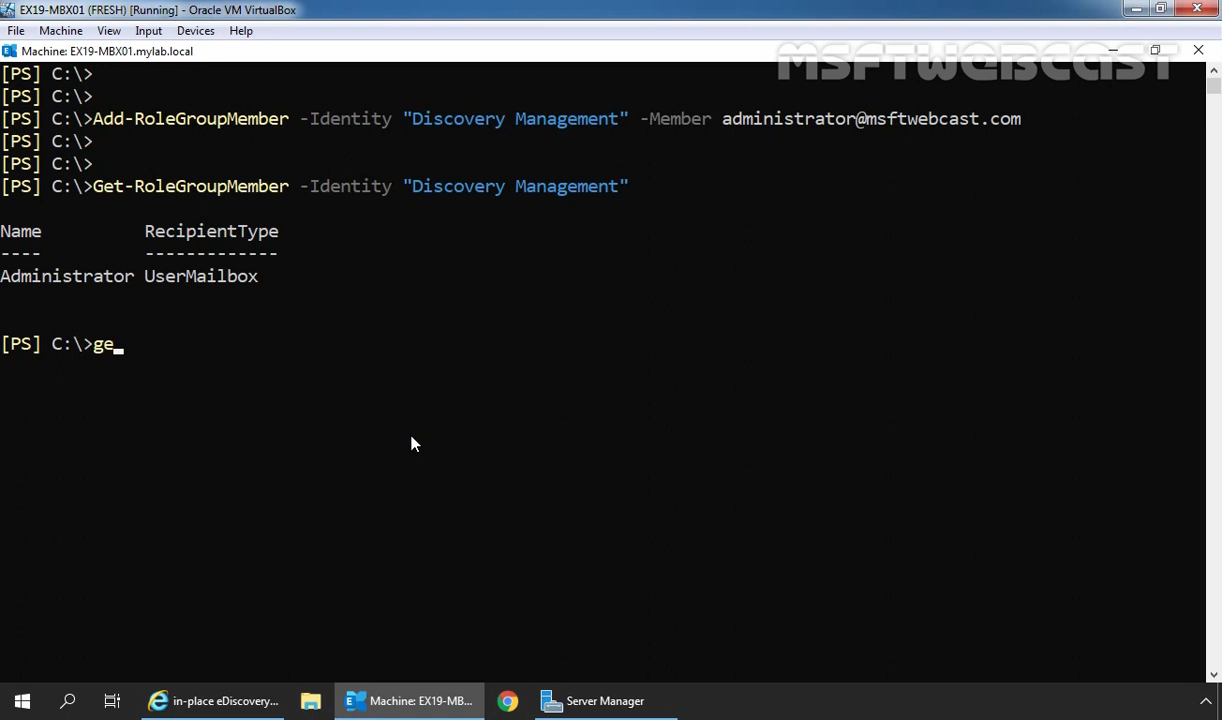 EX19-MBX01 (FRESH) [Running] - Oracle VM VirtualBox
File Machine View Input Devices Help
Machine: EX19-MBX01.mylab.local
MSFTWEBCAST
[PS] C:\>
[PS] C:\>
[PS] C:\>Add-RoleGroupMember -Identity "Discovery Management" -Member administrator@msftwebcast.com
[PS] C:\>
[PS] C:\>
[PS] C:\>Get-RoleGroupMember -Identity "Discovery Management"
Name RecipientType
---- -------------
Administrator UserMailbox
[PS] C:\>ge_
in-place eDiscovery... Machine: EX19-MB... Server Manager